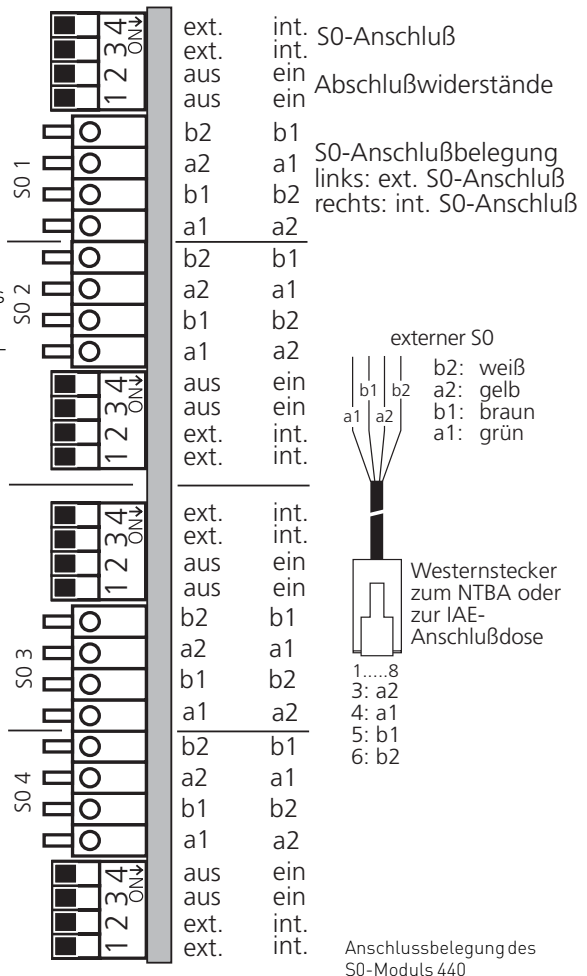 1 2 3 4 ON ext. int. S0-Anschluß
ext. int.
aus ein Abschlußwiderstände
aus ein
S0 1
b2 b1
a2 a1 S0-Anschlußbelegung
b1 b2 links: ext. S0-Anschluß
a1 a2 rechts: int. S0-Anschluß
S0 2
b2 b1
a2 a1
b1 b2
a1 a2
1 2 3 4 ON
aus ein
aus ein
ext. int.
ext. int.
externer S0
a1 b1 a2 b2
b2: weiß
a2: gelb
b1: braun
a1: grün
1 2 3 4 ON
ext. int.
ext. int.
aus ein
aus ein
Westernstecker
zum NTBA oder
zur IAE-
Anschlußdose
1.....8
3: a2
4: a1
5: b1
6: b2
S0 3
b2 b1
a2 a1
b1 b2
a1 a2
S0 4
b2 b1
a2 a1
b1 b2
a1 a2
1 2 3 4 ON
aus ein
aus ein
ext. int.
ext. int.
Anschlussbelegung des
S0-Moduls 440